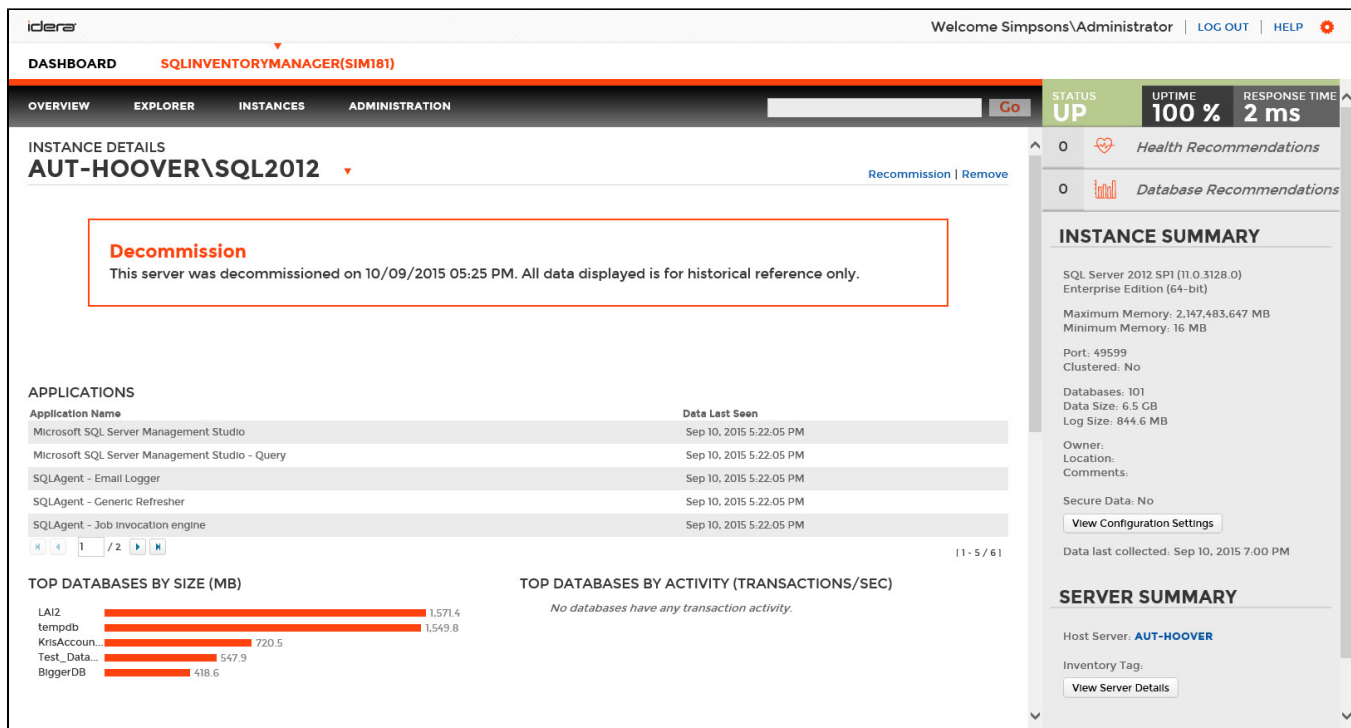 idera
Welcome Simpsons\Administrator | LOG OUT | HELP
DASHBOARD SQLINVENTORYMANAGER(SIM181)
OVERVIEW EXPLORER INSTANCES ADMINISTRATION Go
STATUS
UP
UPTIME
100 %
RESPONSE TIME
2 ms
INSTANCE DETAILS
AUT-HOOVER\SQL2012
Recommission | Remove
Decommission
This server was decommissioned on 10/09/2015 05:25 PM. All data displayed is for historical reference only.
APPLICATIONS
Application Name Data Last Seen
Microsoft SQL Server Management Studio Sep 10, 2015 5:22:05 PM
Microsoft SQL Server Management Studio - Query Sep 10, 2015 5:22:05 PM
SQLAgent - Email Logger Sep 10, 2015 5:22:05 PM
SQLAgent - Generic Refresher Sep 10, 2015 5:22:05 PM
SQLAgent - Job invocation engine Sep 10, 2015 5:22:05 PM
1 / 2 [ 1 - 5 / 6 ]
TOP DATABASES BY SIZE (MB)
LAI2 1,571.4
tempdb 1,549.8
KrisAccoun... 720.5
Test_Data... 547.9
BiggerDB 418.6
TOP DATABASES BY ACTIVITY (TRANSACTIONS/SEC)
No databases have any transaction activity.
0 Health Recommendations
0 Database Recommendations
INSTANCE SUMMARY
SQL Server 2012 SP1 (11.0.3128.0)
Enterprise Edition (64-bit)
Maximum Memory: 2,147,483,647 MB
Minimum Memory: 16 MB
Port: 49599
Clustered: No
Databases: 101
Data Size: 6.5 GB
Log Size: 844.6 MB
Owner:
Location:
Comments:
Secure Data: No
View Configuration Settings
Data last collected: Sep 10, 2015 7:00 PM
SERVER SUMMARY
Host Server: AUT-HOOVER
Inventory Tag:
View Server Details